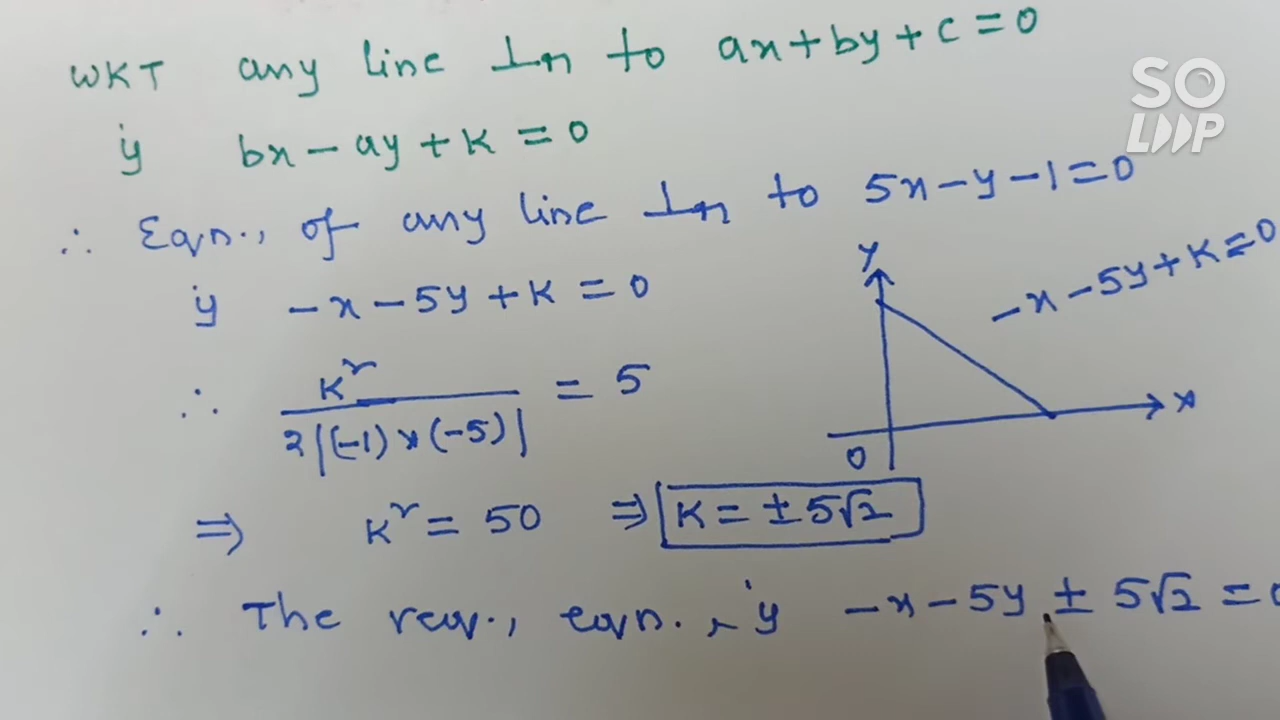 WKT any line ⊥n to ax+by+c=0
is bx-ay+K=0
∴ Eqn., of any line ⊥n to 5x-y-1=0
is -x-5y+K=0
Y
-x-5y+K=0
∴ K²/2|(-1)×(-5)| = 5
X
O
⇒ K²=50 ⇒ K=±5√2
∴ The req., eqn., is -x-5y±5√2=0
SO
LOOP